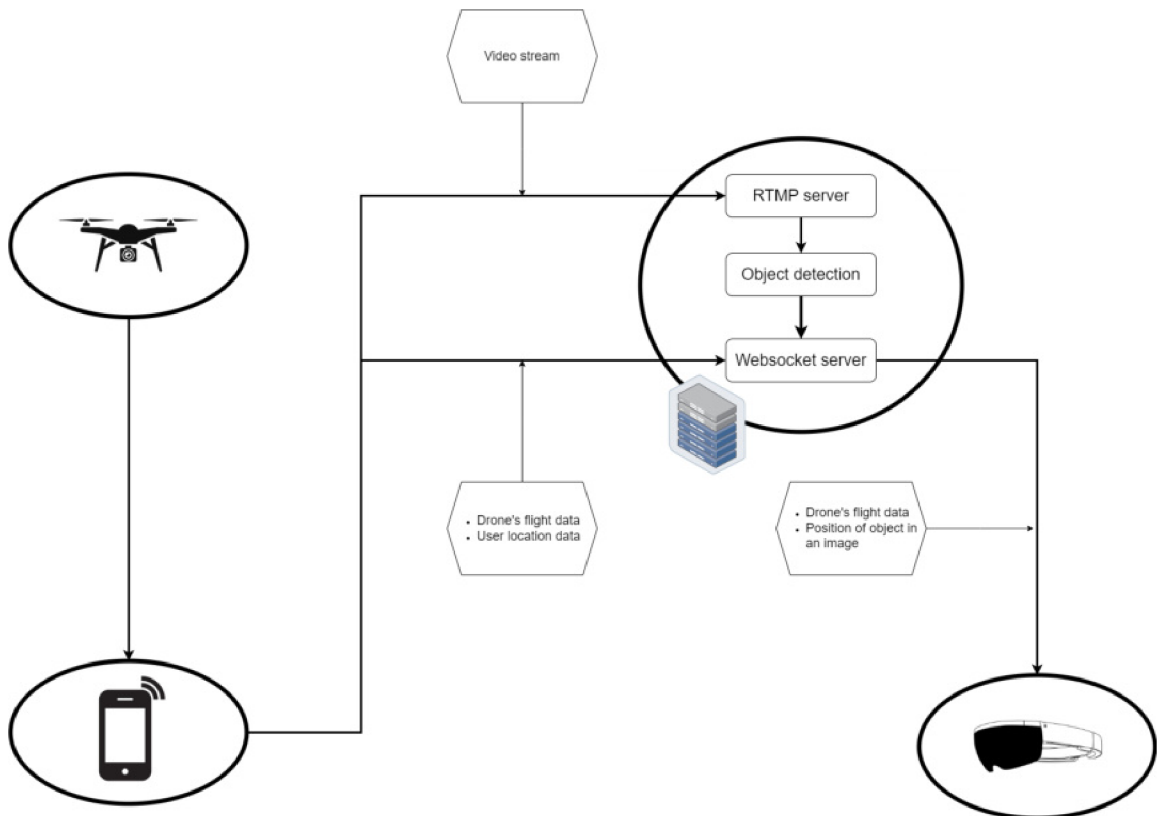 Video stream
RTMP server
Object detection
Websocket server
• Drone's flight data
• User location data
• Drone's flight data
• Position of object in
an image